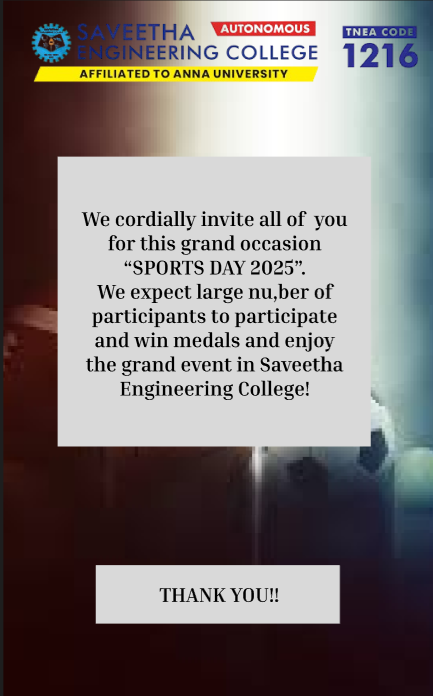 SAVEETHA AUTONOMOUS
ENGINEERING COLLEGE
AFFILIATED TO ANNA UNIVERSITY
TNEA CODE
1216
We cordially invite all of you
for this grand occasion
“SPORTS DAY 2025”.
We expect large nu,ber of
participants to participate
and win medals and enjoy
the grand event in Saveetha
Engineering College!
THANK YOU!!